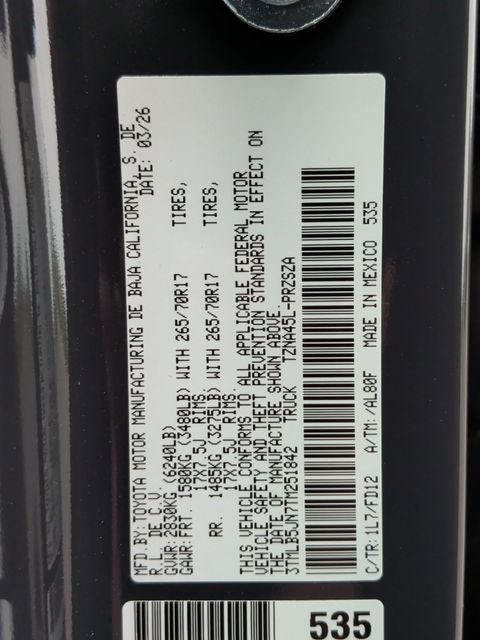 MFD.BY:TOYOTA MOTOR MANUFACTURING DE BAJA CALIFORNIA, S. DE
R.L. DE C.V. DATE: 03/26
GVWR:2830KG (6240LB)
GAWR:FRT. 1580KG (3480LB) WITH 265/70R17 TIRES,
17X7.5J RIMS.
RR. 1485KG (3275LB) WITH 265/70R17 TIRES,
17X7.5J RIMS.
THIS VEHICLE CONFORMS TO ALL APPLICABLE FEDERAL MOTOR
VEHICLE SAFETY AND THEFT PREVENTION STANDARDS IN EFFECT ON
THE DATE OF MANUFACTURE SHOWN ABOVE.
3TMLB5JN7TM251842 TRUCK TZNA45L-PRZSZA
C/TR:1L7/FD12 A/TM:-/AL80F MADE IN MEXICO 535
535